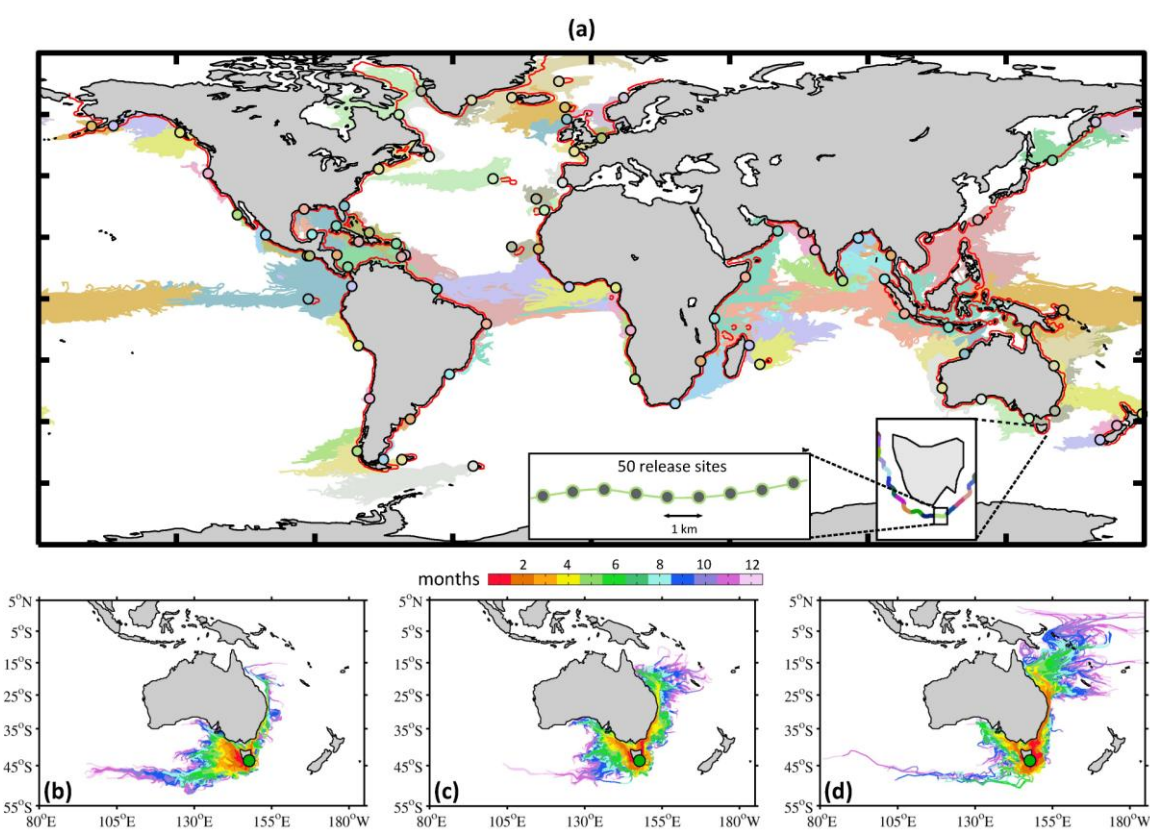 (a)
50 release sites
1 km
months 2 4 6 8 10 12
5°N 5°N 5°N
5°S 5°S 5°S
15°S 15°S 15°S
25°S 25°S 25°S
35°S 35°S 35°S
45°S 45°S 45°S
(b) (c) (d)
55°S 55°S 55°S
80°E 105°E 130°E 155°E 180°W 80°E 105°E 130°E 155°E 180°W 80°E 105°E 130°E 155°E 180°W